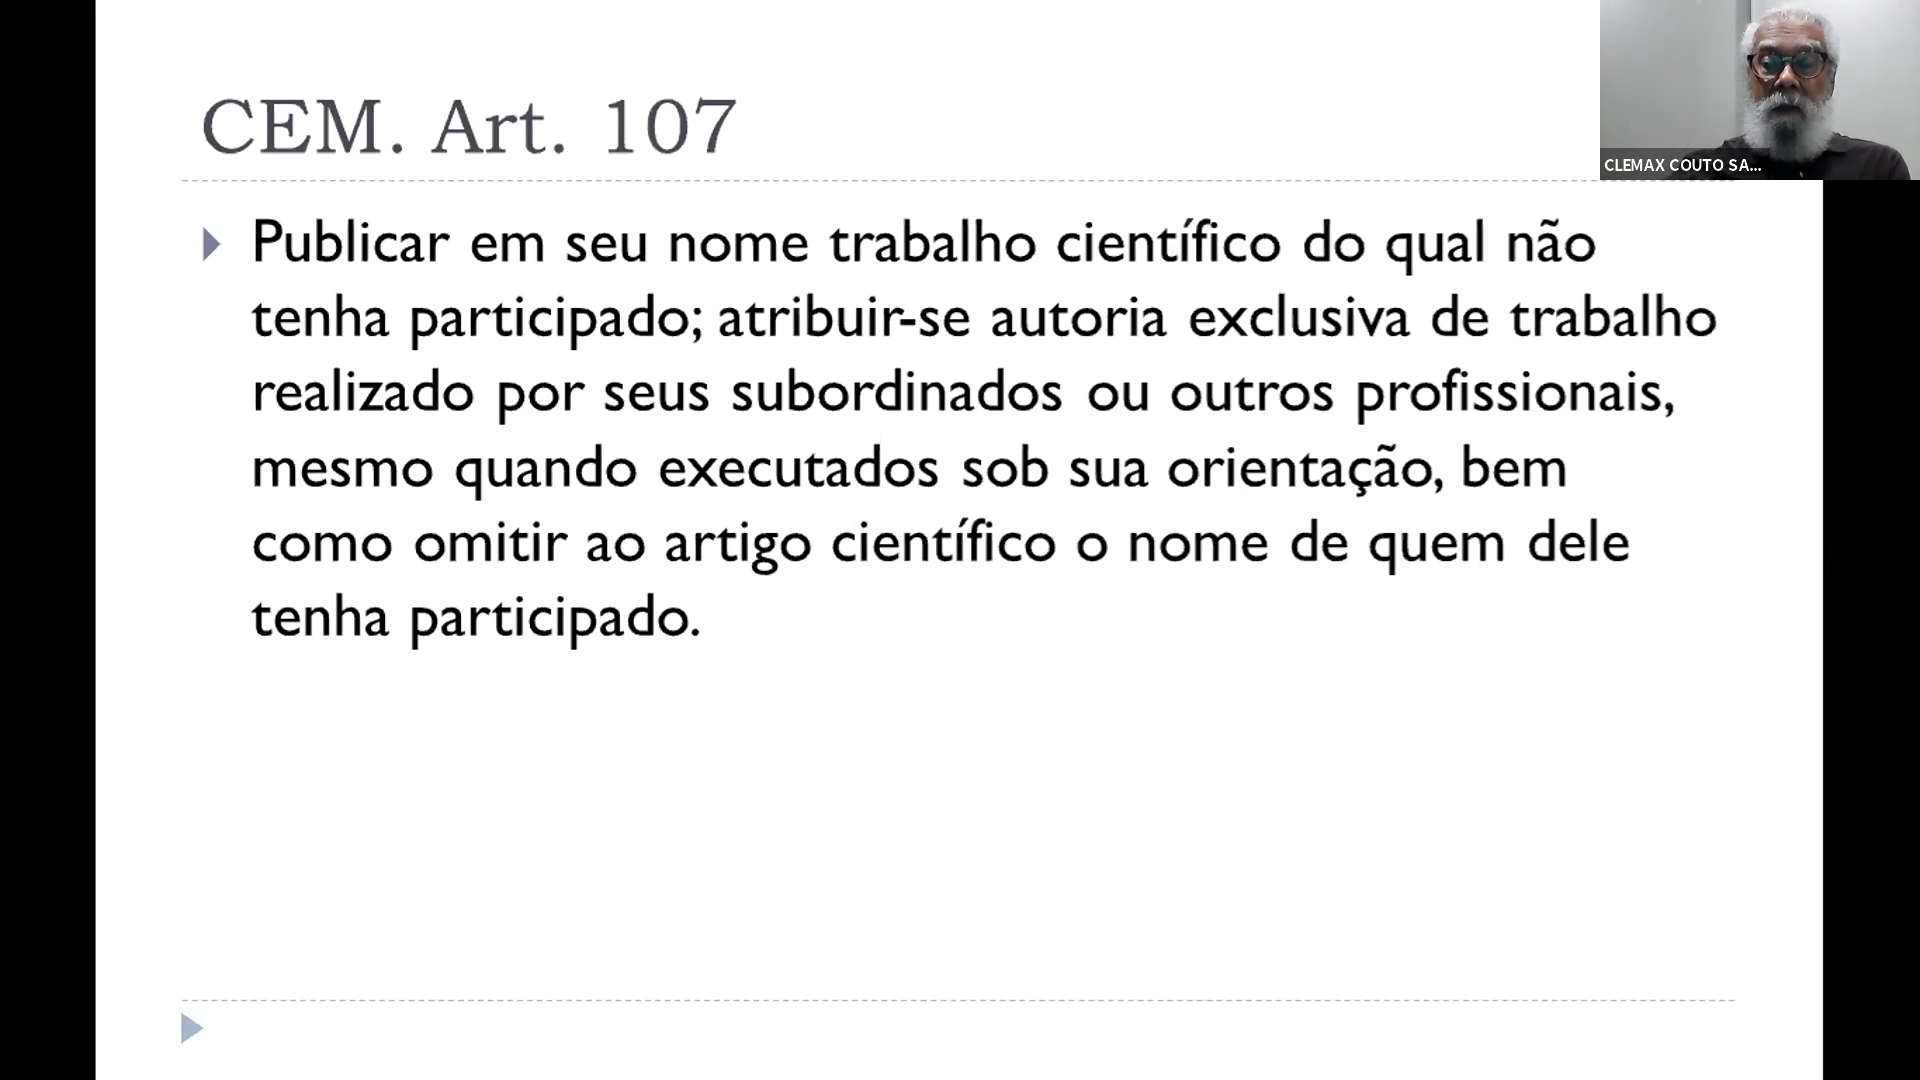 CEM. Art. 107
CLEMAX COUTO SA...
Publicar em seu nome trabalho científico do qual não
tenha participado; atribuir-se autoria exclusiva de trabalho
realizado por seus subordinados ou outros profissionais,
mesmo quando executados sob sua orientação, bem
como omitir ao artigo científico o nome de quem dele
tenha participado.